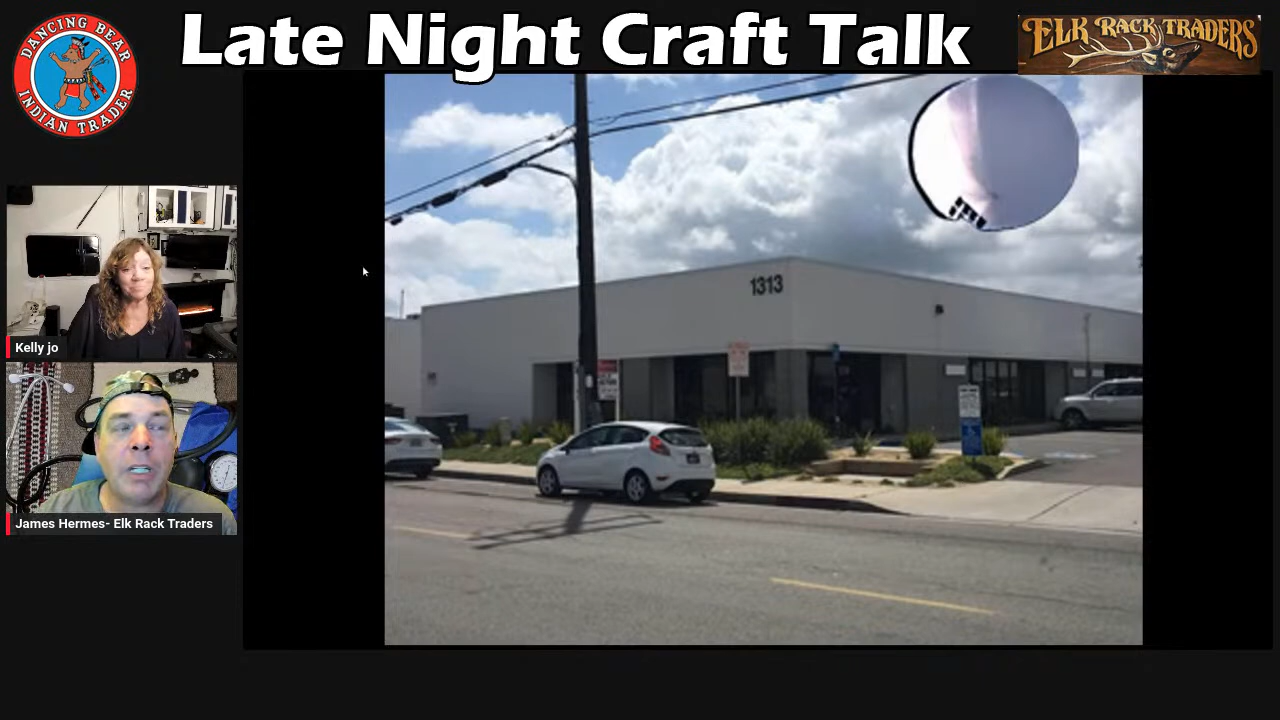 DANCING BEAR
INDIAN TRADER
Late Night Craft Talk
ELK RACK TRADERS
1313
Kelly jo
James Hermes- Elk Rack Traders